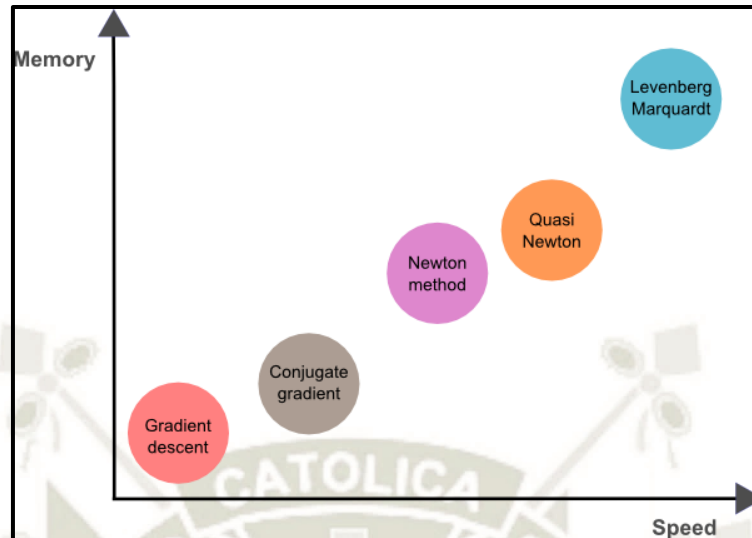 Memory
Levenberg
Marquardt
Quasi
Newton
Newton
method
Conjugate
gradient
Gradient
descent
CATOLICA
Speed